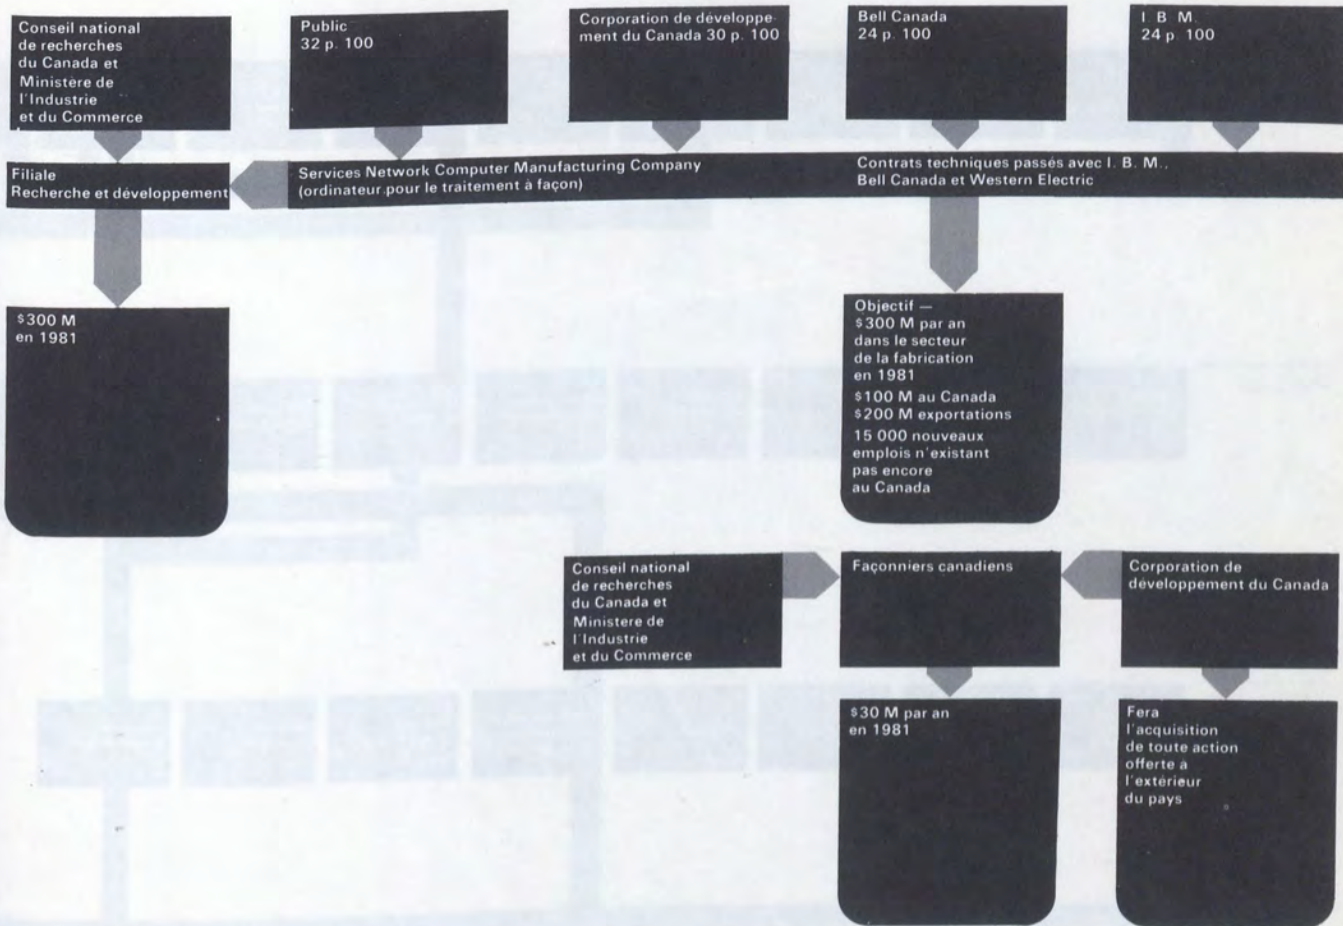 Conseil national
de recherches
du Canada et
Ministère de
l'Industrie
et du Commerce
Public
32 p. 100
Corporation de développe-
ment du Canada 30 p. 100
Bell Canada
24 p. 100
I. B. M.
24 p. 100
Filiale
Recherche et développement
Services Network Computer Manufacturing Company
(ordinateur pour le traitement à façon)
Contrats techniques passés avec I. B. M.,
Bell Canada et Western Electric
$300 M
en 1981
Objectif —
$300 M par an
dans le secteur
de la fabrication
en 1981
$100 M au Canada
$200 M exportations
15 000 nouveaux
emplois n'existant
pas encore
au Canada
Conseil national
de recherches
du Canada et
Ministere de
l'Industrie
et du Commerce
Façonniers canadiens
Corporation de
développement du Canada
$30 M par an
en 1981
Fera
l'acquisition
de toute action
offerte à
l'extérieur
du pays